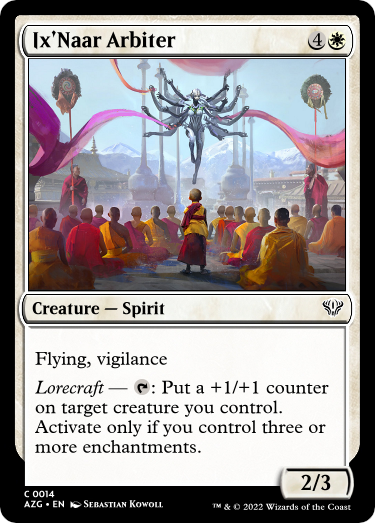 Ix'Naar Arbiter 4
Creature — Spirit
Flying, vigilance
Lorecraft — : Put a +1/+1 counter
on target creature you control.
Activate only if you control three or
more enchantments.
2/3
C 0014
AZG • EN Sebastian Kowoll
™ & © 2022 Wizards of the Coast